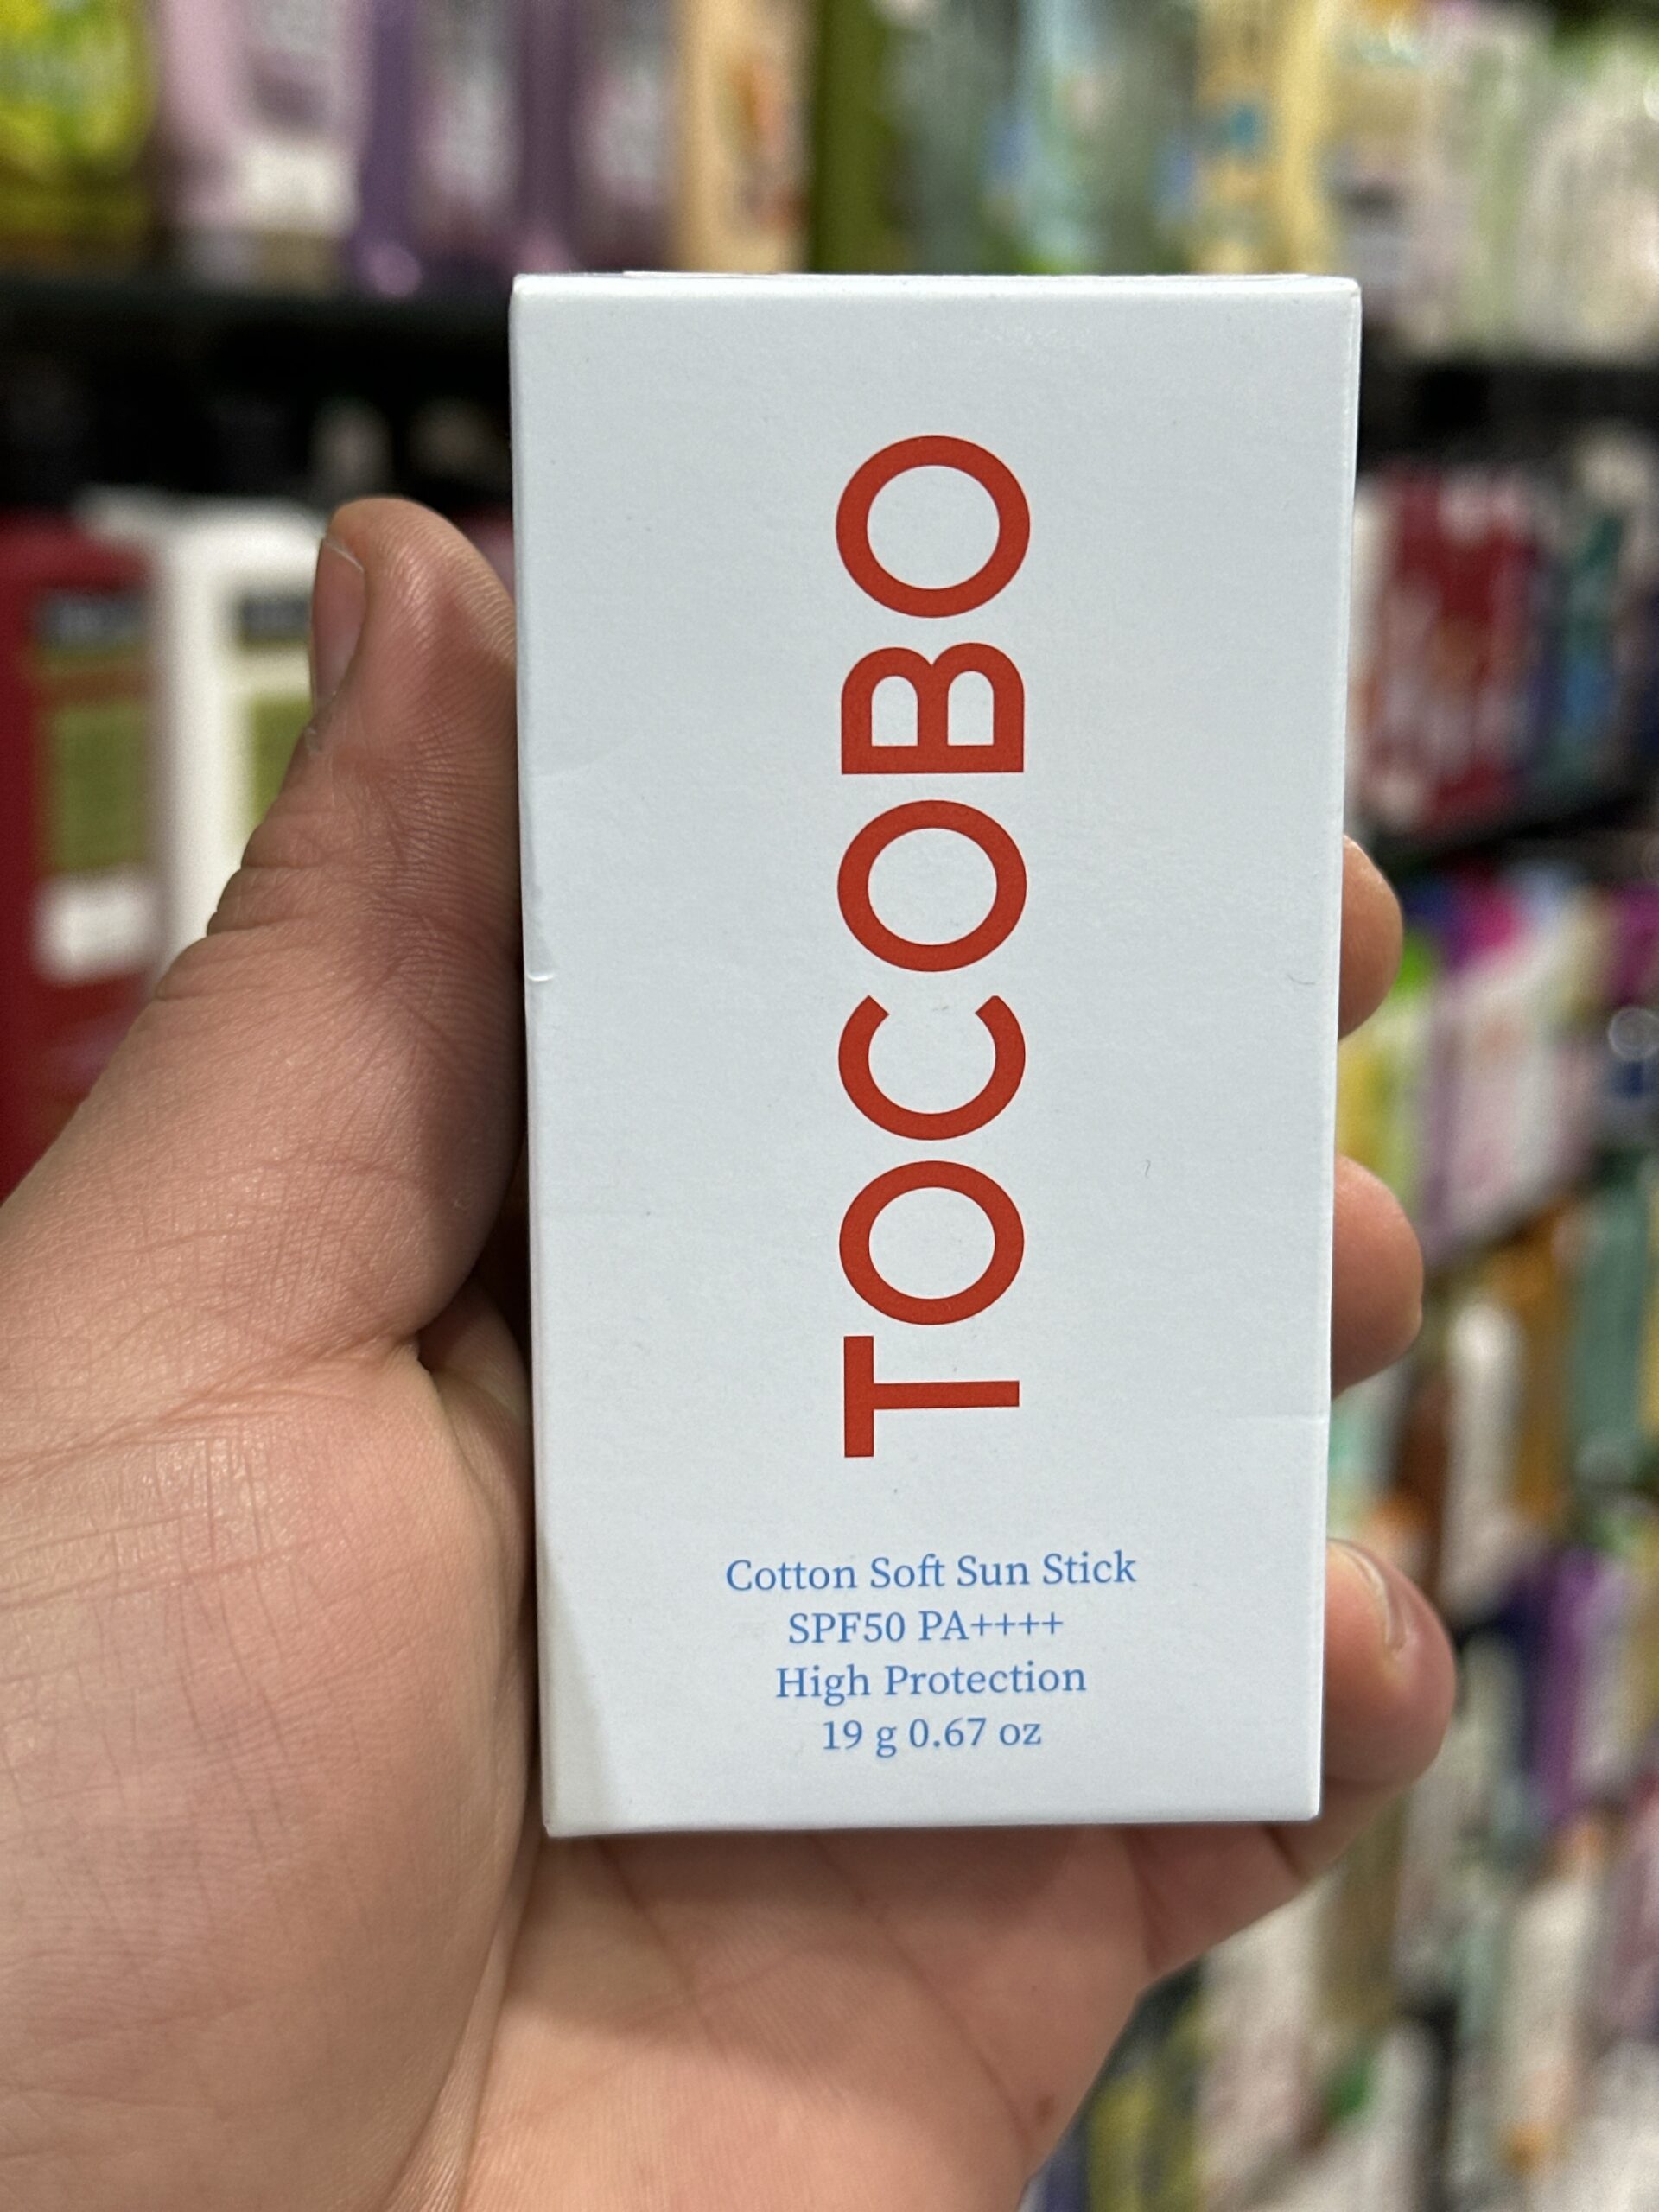 TOCOBO
Cotton Soft Sun Stick
SPF50 PA++++
High Protection
19 g 0.67 oz